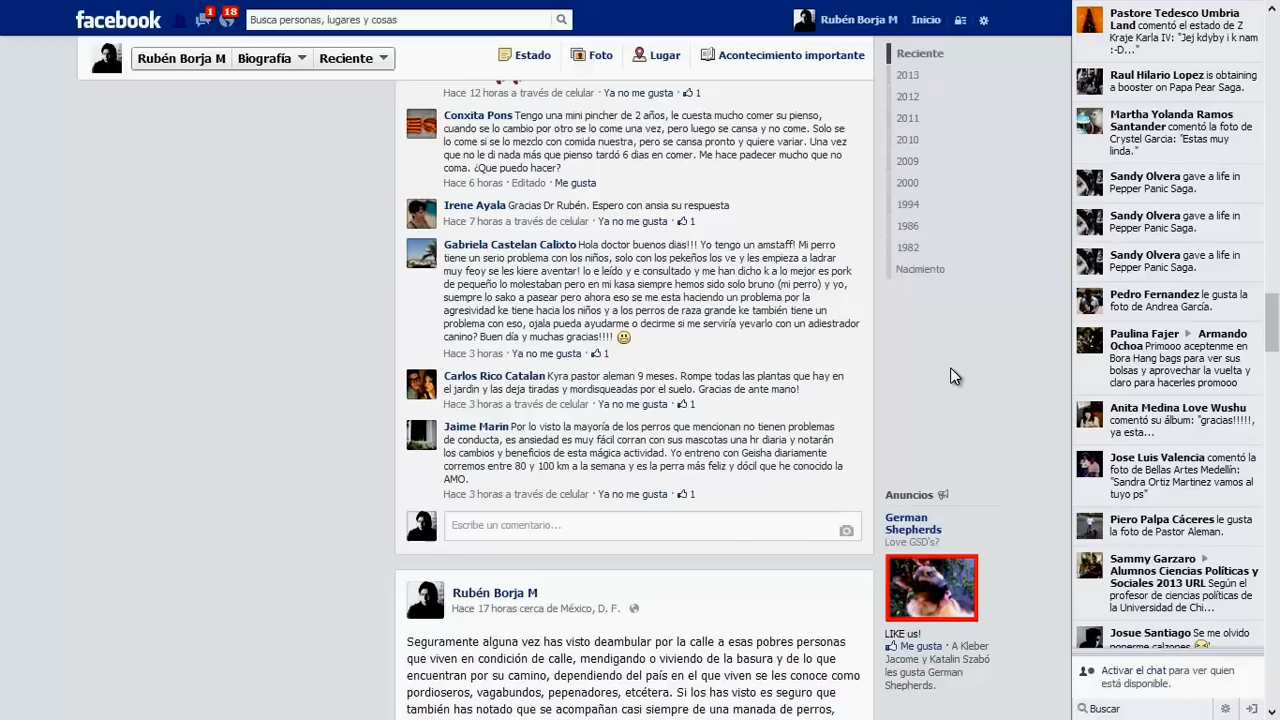 facebook
1
18
Busca personas, lugares y cosas
Rubén Borja M
Inicio
Rubén Borja M
Biografía
Reciente
Estado
Foto
Lugar
Acontecimiento importante
Hace 12 horas a través de celular · Ya no me gusta · 1
Conxita Pons Tengo una mini pincher de 2 años, le cuesta mucho comer su pienso,
cuando se lo cambio por otro se lo come una vez, pero luego se cansa y no come. Solo se
lo come si se lo mezclo con comida nuestra, pero se cansa pronto y quiere variar. Una vez
que no le di nada más que pienso tardó 6 dias en comer. Me hace padecer mucho que no
coma. ¿Que puedo hacer?
Hace 6 horas · Editado · Me gusta
Irene Ayala Gracias Dr Rubén. Espero con ansia su respuesta
Hace 7 horas a través de celular · Ya no me gusta · 1
Gabriela Castelan Calixto Hola doctor buenos dias!!! Yo tengo un amstaff! Mi perro
tiene un serio problema con los niños, solo con los pekeños los ve y les empieza a ladrar
muy feoy se les kiere aventar! lo e leído y e consultado y me han dicho k a lo mejor es pork
de pequeño lo molestaban pero en mi kasa siempre hemos sido solo bruno (mi perro) y yo,
suempre lo sako a pasear pero ahora eso se me esta haciendo un problema por la
agresividad ke tiene hacia los niños y a los perros de raza grande ke también tiene un
problema con eso, ojala pueda ayudarme o decirme si me serviría yevarlo con un adiestrador
canino? Buen día y muchas gracias!!!!
Hace 3 horas · Ya no me gusta · 1
Carlos Rico Catalan Kyra pastor aleman 9 meses. Rompe todas las plantas que hay en
el jardin y las deja tiradas y mordisqueadas por el suelo. Gracias de ante mano!
Hace 3 horas a través de celular · Ya no me gusta · 1
Jaime Marin Por lo visto la mayoría de los perros que mencionan no tienen problemas
de conducta, es ansiedad es muy fácil corran con sus mascotas una hr diaria y notarán
los cambios y beneficios de esta mágica actividad. Yo entreno con Geisha diariamente
corremos entre 80 y 100 km a la semana y es la perra más feliz y dócil que he conocido la
AMO.
Hace 3 horas a través de celular · Ya no me gusta · 1
Escribe un comentario...
Rubén Borja M
Hace 17 horas cerca de México, D. F.
Seguramente alguna vez has visto deambular por la calle a esas pobres personas
que viven en condición de calle, mendigando o viviendo de la basura y de lo que
encuentran por su camino, dependiendo del país en el que viven se les conoce como
pordioseros, vagabundos, pepenadores, etcétera. Si los has visto es seguro que
también has notado que se acompañan casi siempre de una manada de perros,
Reciente
2013
2012
2011
2010
2009
2000
1994
1986
1982
Nacimiento
Anuncios
German
Shepherds
Love GSD's?
LIKE us!
Me gusta · A Kleber
Jacome y Katalin Szabó
les gusta German
Shepherds.
Pastore Tedesco Umbria
Land comentó el estado de Z
Kraje Karla IV: "Jej kdyby i k nam
:-D..."
Raul Hilario Lopez is obtaining
a booster on Papa Pear Saga.
Martha Yolanda Ramos
Santander comentó la foto de
Crystel Garcia: "Estas muy
linda."
Sandy Olvera gave a life in
Pepper Panic Saga.
Sandy Olvera gave a life in
Pepper Panic Saga.
Sandy Olvera gave a life in
Pepper Panic Saga.
Pedro Fernandez le gusta la
foto de Andrea García.
Paulina Fajer Armando
Ochoa Primooo aceptenme en
Bora Hang bags para ver sus
bolsas y aprovechar la vuelta y
claro para hacerles promooo
Anita Medina Love Wushu
comentó su álbum: "gracias!!!!!,
ya esta...
Jose Luis Valencia comentó la
foto de Bellas Artes Medellín:
"Sandra Ortiz Martinez vamos al
tuyo ps"
Piero Palpa Cáceres le gusta
la foto de Pastor Aleman.
Sammy Garzaro
Alumnos Ciencias Políticas y
Sociales 2013 URL Según el
profesor de ciencias políticas de
la Universidad de Chi...
Josue Santiago Se me olvido
ponerme calzones
Activar el chat para ver quien
está disponible.
Buscar